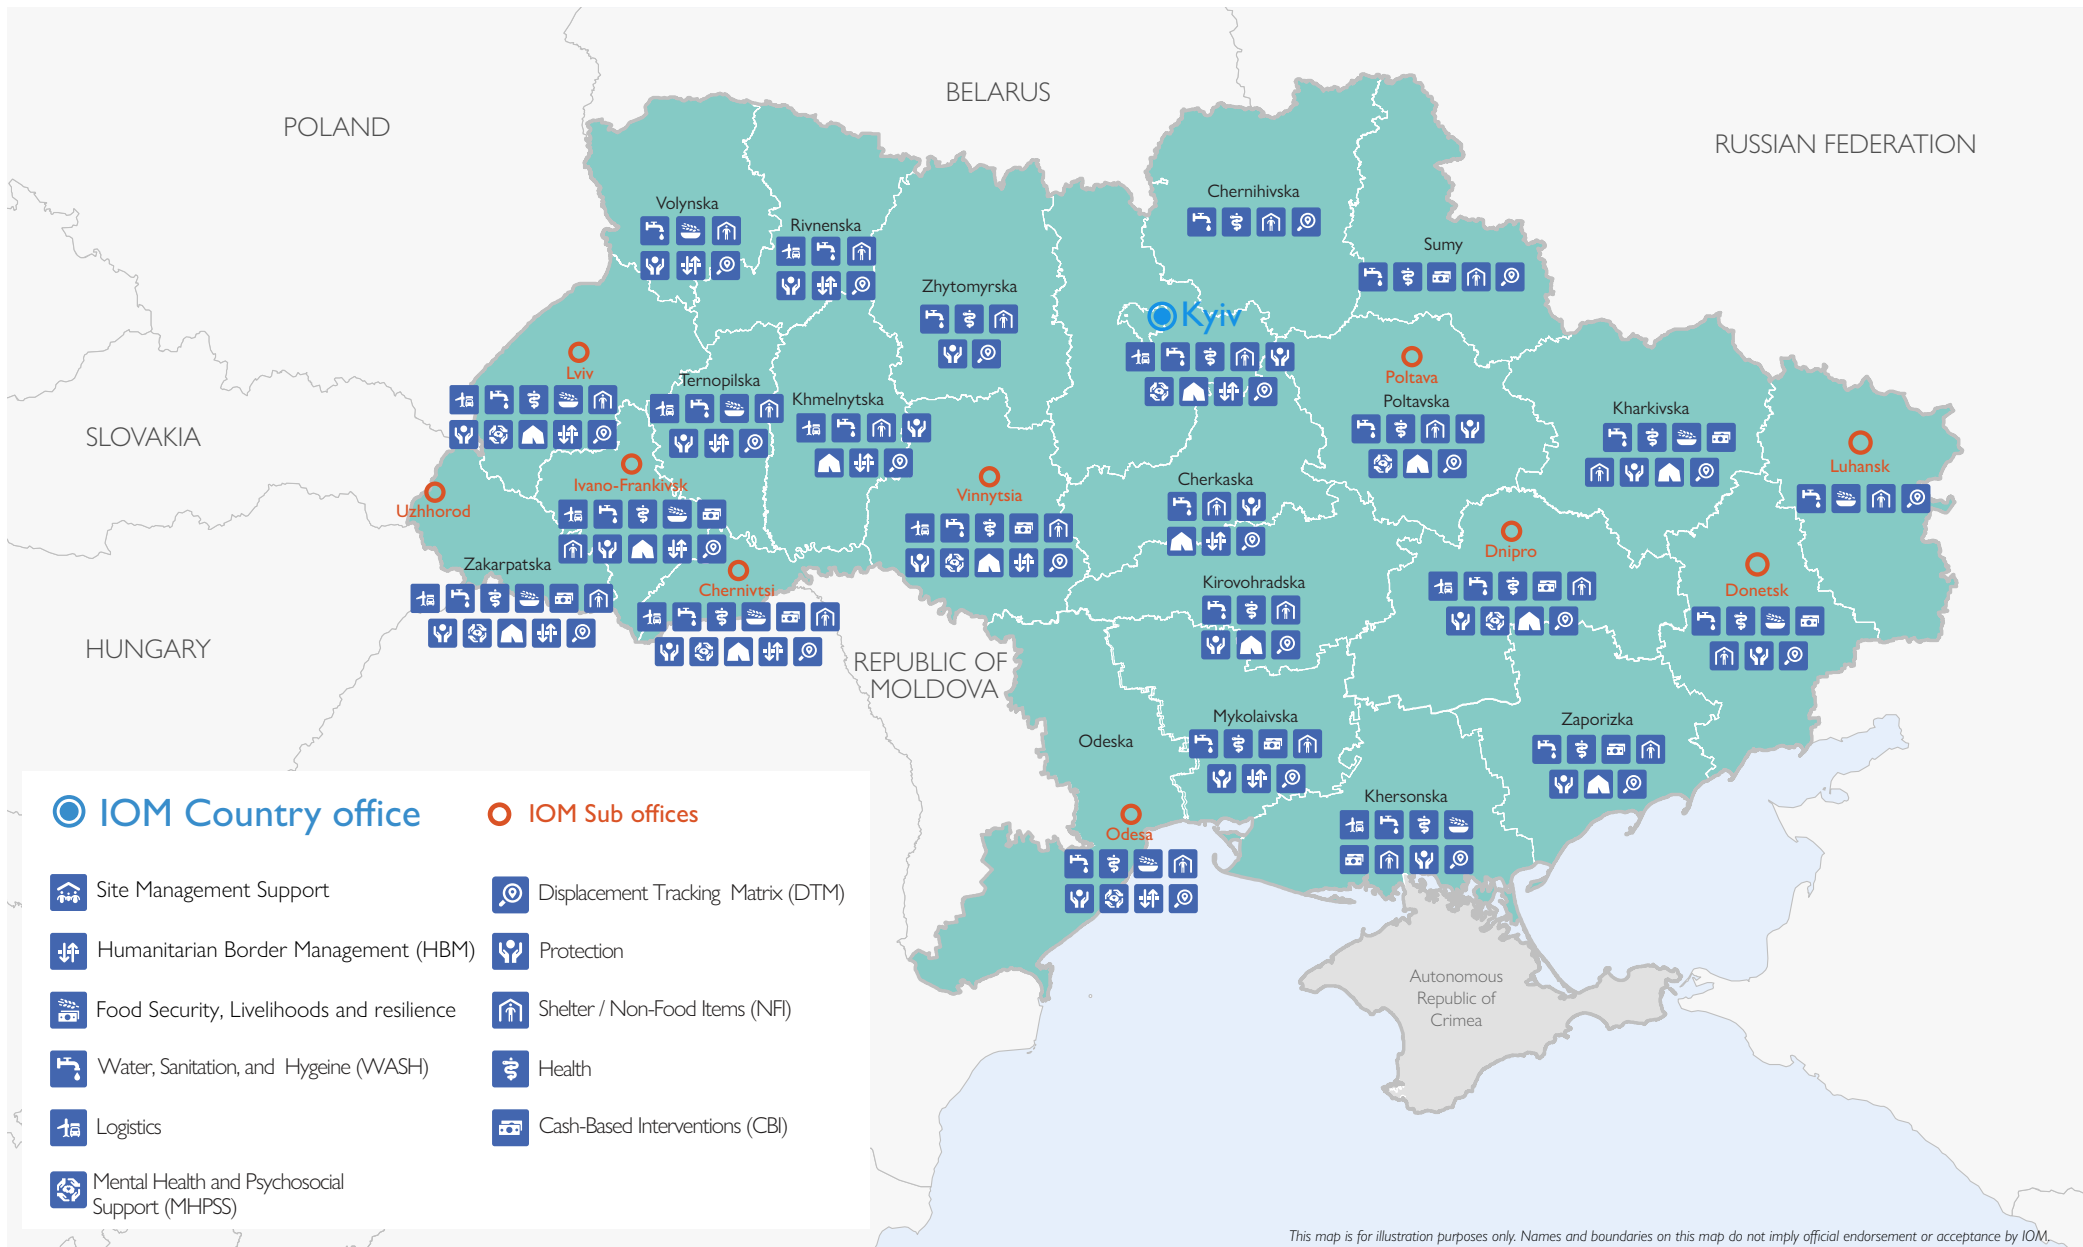 BELARUS
POLAND
RUSSIAN FEDERATION
Chernihivska
Volynska
Rivnenska
Sumy
Zhytomyrska
Kyiv
Lviv
Ternopilska
Poltava
Khmelnytska
Poltavska
Kharkivska
SLOVAKIA
Luhansk
Ivano-Frankivsk
Cherkaska
Vinnytsia
Uzhhorod
Dnipro
Zakarpatska
Kirovohradska
Chernivtsi
Donetsk
HUNGARY
REPUBLIC OF
MOLDOVA
Mykolaivska
Zaporizka
Odeska
Khersonska
Odesa
IOM Country office
IOM Sub offices
Site Management Support
Displacement Tracking Matrix (DTM)
Humanitarian Border Management (HBM)
Protection
Food Security, Livelihoods and resilience
Shelter / Non-Food Items (NFI)
Water, Sanitation, and Hygeine (WASH)
Health
Logistics
Cash-Based Interventions (CBI)
Mental Health and Psychosocial
Support (MHPSS)
Autonomous
Republic of
Crimea
This map is for illustration purposes only. Names and boundaries on this map do not imply official endorsement or acceptance by IOM.